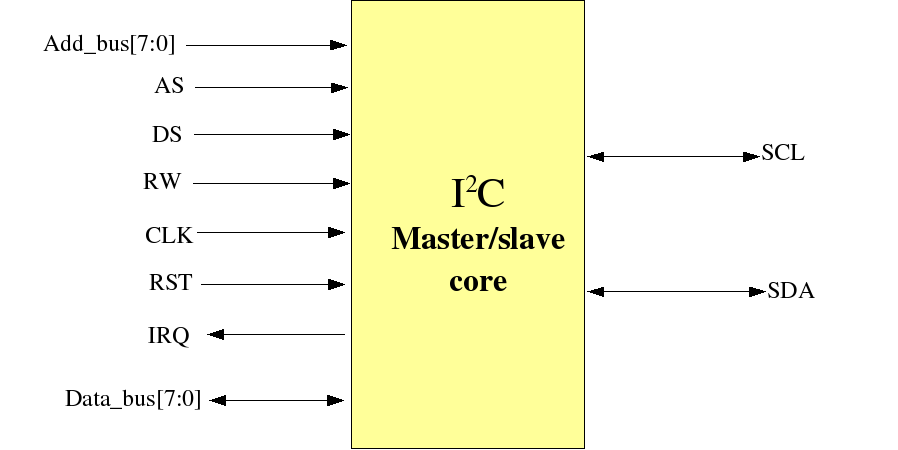 Add_bus[7:0]
AS
DS
RW
CLK
RST
IRQ
Data_bus[7:0]
I²C
Master/slave
core
SCL
SDA